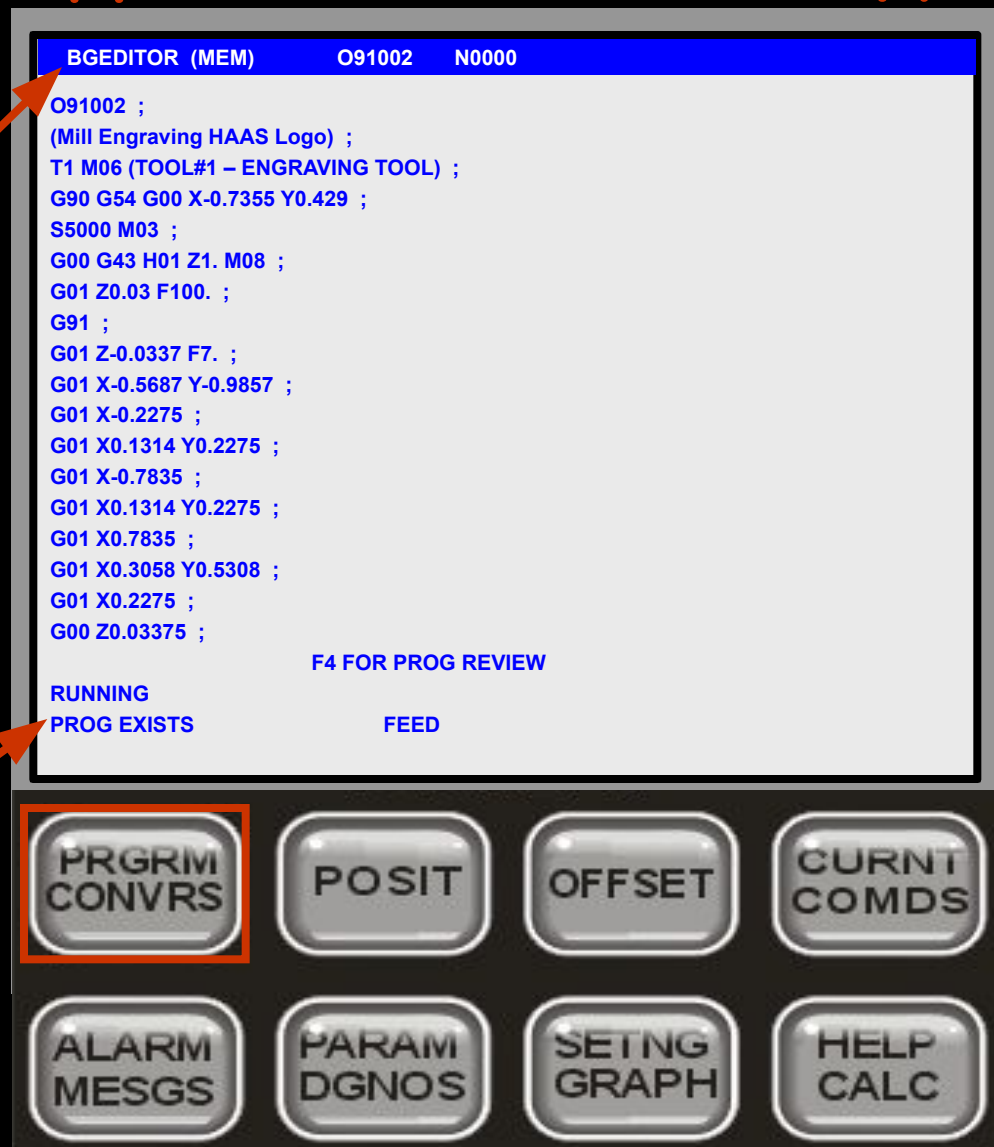 BGEDITOR (MEM) O91002 N0000
O91002 ;
(Mill Engraving HAAS Logo) ;
T1 M06 (TOOL#1 – ENGRAVING TOOL) ;
G90 G54 G00 X-0.7355 Y0.429 ;
S5000 M03 ;
G00 G43 H01 Z1. M08 ;
G01 Z0.03 F100. ;
G91 ;
G01 Z-0.0337 F7. ;
G01 X-0.5687 Y-0.9857 ;
G01 X-0.2275 ;
G01 X0.1314 Y0.2275 ;
G01 X-0.7835 ;
G01 X0.1314 Y0.2275 ;
G01 X0.7835 ;
G01 X0.3058 Y0.5308 ;
G01 X0.2275 ;
G00 Z0.03375 ;
F4 FOR PROG REVIEW
RUNNING
PROG EXISTS FEED
PRGRM CONVRS
POSIT
OFFSET
CURNT COMDS
ALARM MESGS
PARAM DGNOS
SETNG GRAPH
HELP CALC